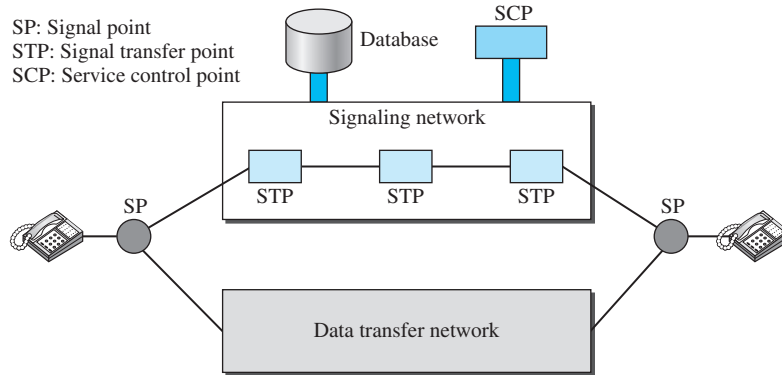 SP: Signal point
STP: Signal transfer point
SCP: Service control point
Database
SCP
Signaling network
STP
STP
STP
SP
SP
Data transfer network